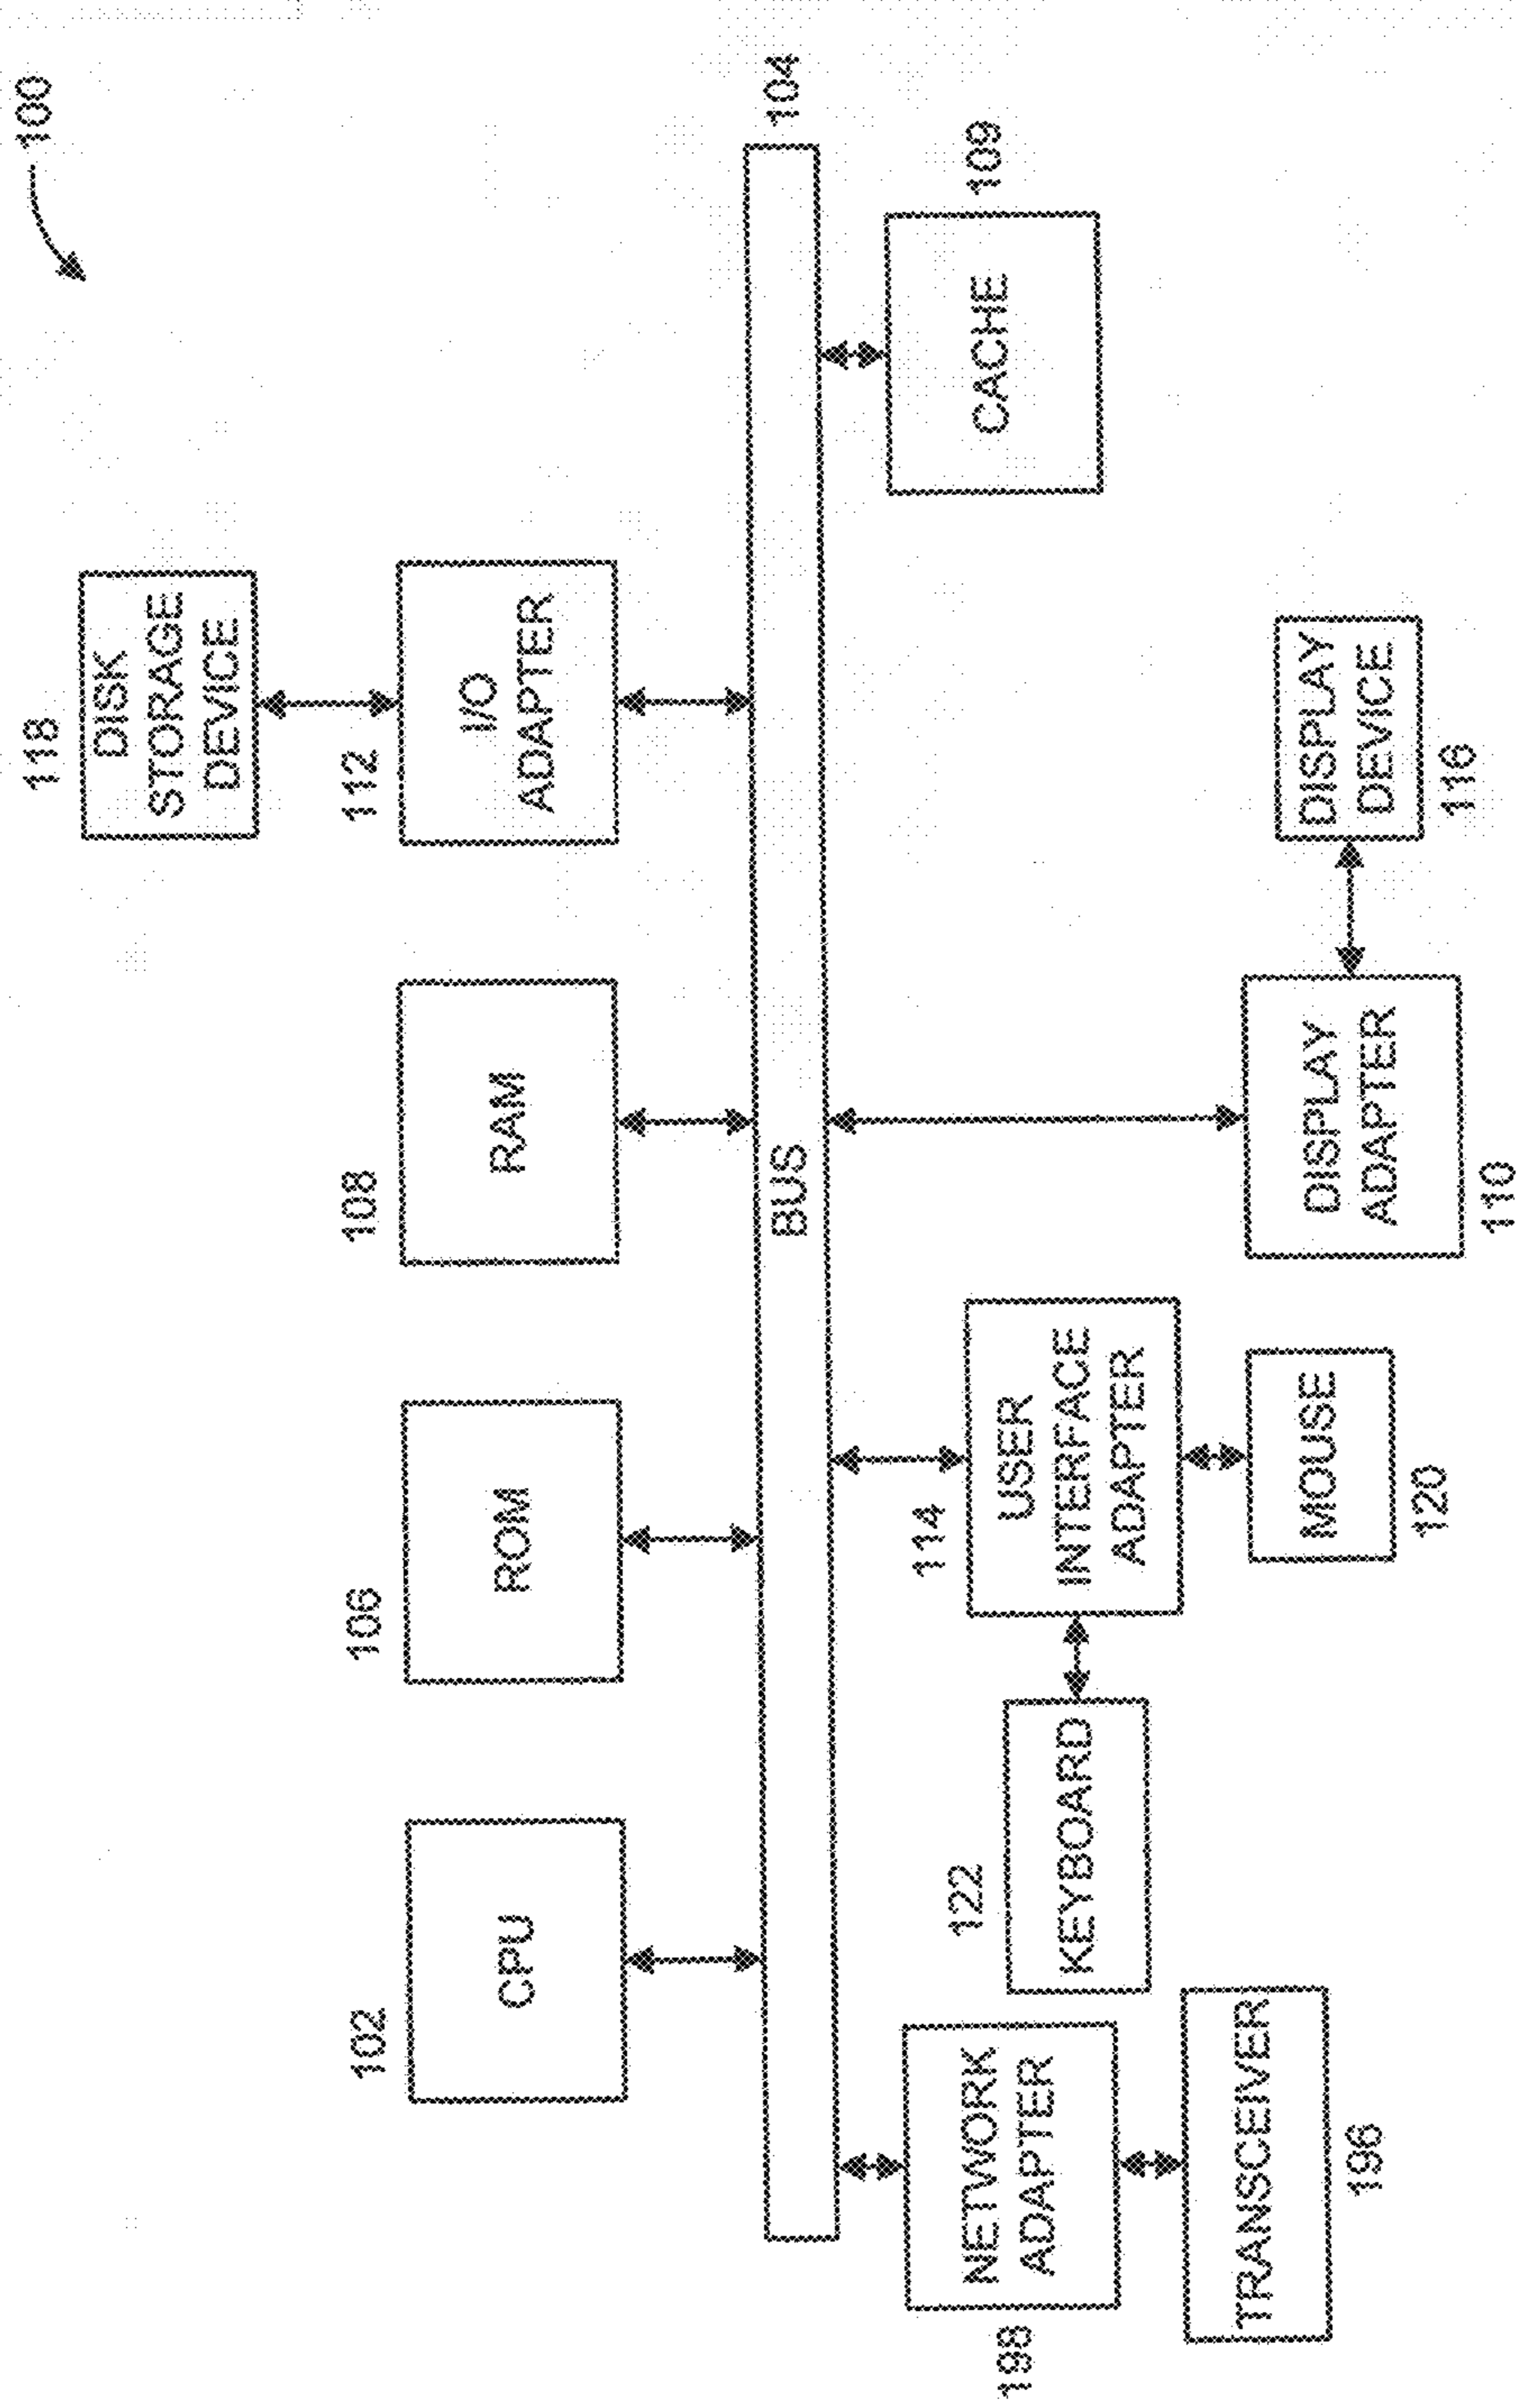 100
118
DISK
STORAGE
DEVICE
102
106
108
112
CPU
ROM
RAM
I/O
ADAPTER
BUS
104
198
NETWORK
ADAPTER
122
KEYBOARD
114
USER
INTERFACE
ADAPTER
CACHE
109
TRANSCEIVER
196
MOUSE
120
DISPLAY
ADAPTER
110
DISPLAY
DEVICE
116